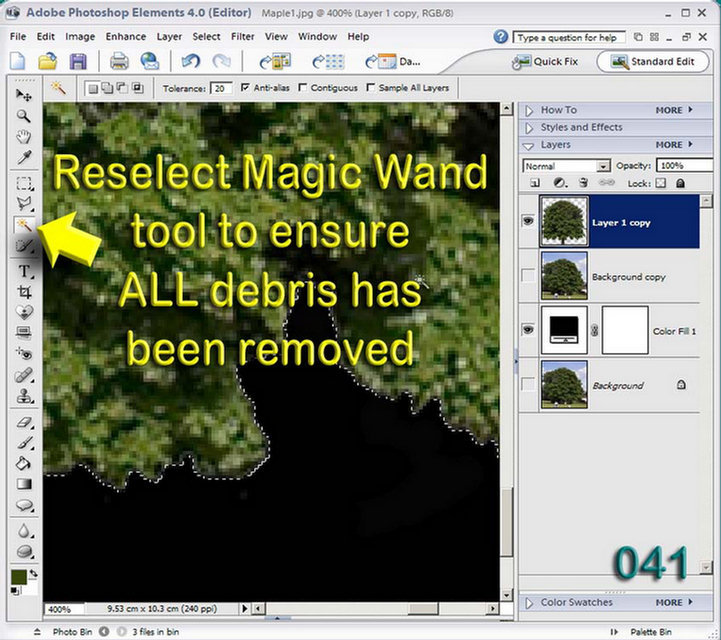 Adobe Photoshop Elements 4.0 (Editor) Maple1.jpg @ 400% (Layer 1 copy, RGB/8)
File Edit Image Enhance Layer Select Filter View Window Help Type a question for help
Da... Quick Fix Standard Edit
Tolerance: 20 Anti-alias Contiguous Sample All Layers
How To MORE
Styles and Effects
Layers MORE
Normal Opacity: 100%
Lock:
Layer 1 copy
Background copy
Color Fill 1
Background
Reselect Magic Wand
tool to ensure
ALL debris has
been removed
T
041
400% 9.53 cm x 10.3 cm (240 ppi)
Color Swatches MORE
Photo Bin 3 files in bin Palette Bin